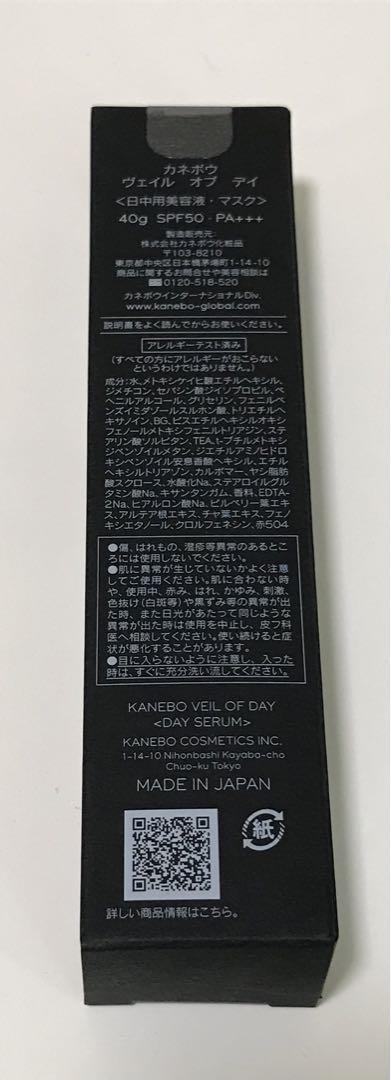 カネボウ
ヴェイル オブ デイ
<日中用美容液・マスク>
40g SPF50・PA+++
製造販売元:
株式会社カネボウ化粧品
〒103-8210
東京都中央区日本橋茅場町1-14-10
商品に関するお問合せや美容相談は
0120-518-520
カネボウインターナショナルDiv.
www.kanebo-global.com
説明書をよく読んでからお使いください。
アレルギーテスト済み
(すべての方にアレルギーがおこらない
というわけではありません。)
成分:水、メトキシケイヒ酸エチルヘキシル、
ジメチコン、セバシン酸ジイソプロピル、ベ
ヘニルアルコール、グリセリン、フェニルベ
ンズイミダゾールスルホン酸、トリエチルヘ
キサノイン、BG、ビスエチルヘキシルオキシ
フェノールメトキシフェニルトリアジン、ステ
アリン酸ソルビタン、TEA、t-ブチルメトキシ
ジベンゾイルメタン、ジエチルアミノヒドロ
キシベンゾイル安息香酸ヘキシル、エチル
ヘキシルトリアゾン、カルボマー、ヤシ脂肪
酸スクロース、水酸化Na、ステアロイルグル
タミン酸Na、キサンタンガム、香料、EDTA-
2Na、ヒアルロン酸Na、ビルベリー葉エキ
ス、アルテア根エキス、チャ葉エキス、フェノ
キシエタノール、クロルフェネシン、赤504
●傷、はれもの、湿疹等異常のあるとこ
ろには使用しないでください。
●肌に異常が生じていないかよく注意
してご使用ください。肌に合わない時
や、使用中、赤み、はれ、かゆみ、刺激、
色抜け(白斑等)や黒ずみ等の異常が出
た時、また日光があたって同じような
異常が出た時は使用を中止し、皮フ科
医へ相談してください。使い続けると症
状が悪化することがあります。
●目に入らないように注意し、入った
時は、すぐに充分洗い流してください。
KANEBO VEIL OF DAY
<DAY SERUM>
KANEBO COSMETICS INC.
1-14-10 Nihonbashi Kayaba-cho
Chuo-ku Tokyo
MADE IN JAPAN
紙
詳しい商品情報はこちら。